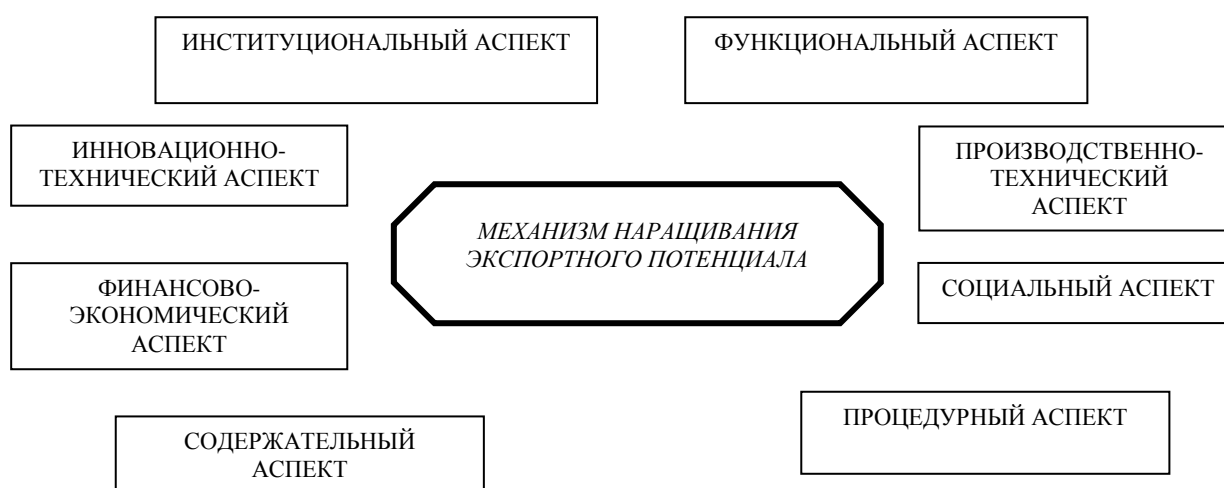 ИНСТИТУЦИОНАЛЬНЫЙ АСПЕКТ
ФУНКЦИОНАЛЬНЫЙ АСПЕКТ
ИННОВАЦИОННО-
ТЕХНИЧЕСКИЙ АСПЕКТ
ПРОИЗВОДСТВЕННО-
ТЕХНИЧЕСКИЙ
АСПЕКТ
МЕХАНИЗМ НАРАЩИВАНИЯ
ЭКСПОРТНОГО ПОТЕНЦИАЛА
ФИНАНСОВО-
ЭКОНОМИЧЕСКИЙ
АСПЕКТ
СОЦИАЛЬНЫЙ АСПЕКТ
СОДЕРЖАТЕЛЬНЫЙ
АСПЕКТ
ПРОЦЕДУРНЫЙ АСПЕКТ